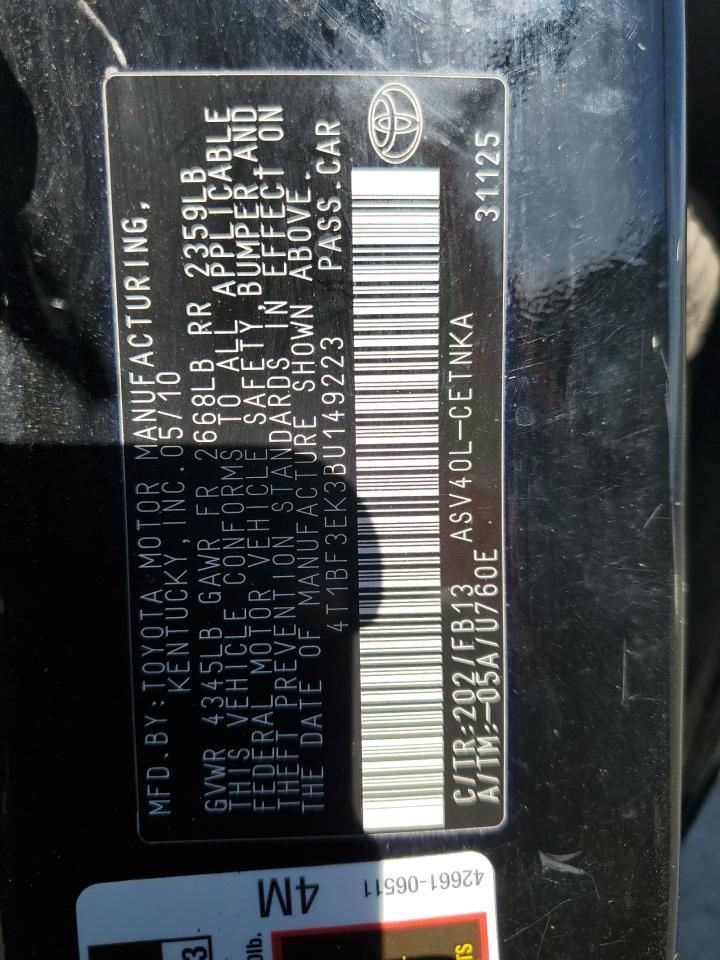 MFD.BY:TOYOTA MOTOR MANUFACTURING,
KENTUCKY,INC.05/10
GVWR 4345LB GAWR FR 2668LB RR 2359LB
THIS VEHICLE CONFORMS TO ALL APPLICABLE
FEDERAL MOTOR VEHICLE SAFETY,BUMPER,AND
THEFT PREVENTION STANDARDS IN EFFECT ON
THE DATE OF MANUFACTURE SHOWN ABOVE.
4T1BF3EK3BU149223 PASS.CAR
C/TR:202/FB13 ASV40L-CETNKA
A/TM:-05A/U760E 31125
4M
42661-06511
3
0lb.